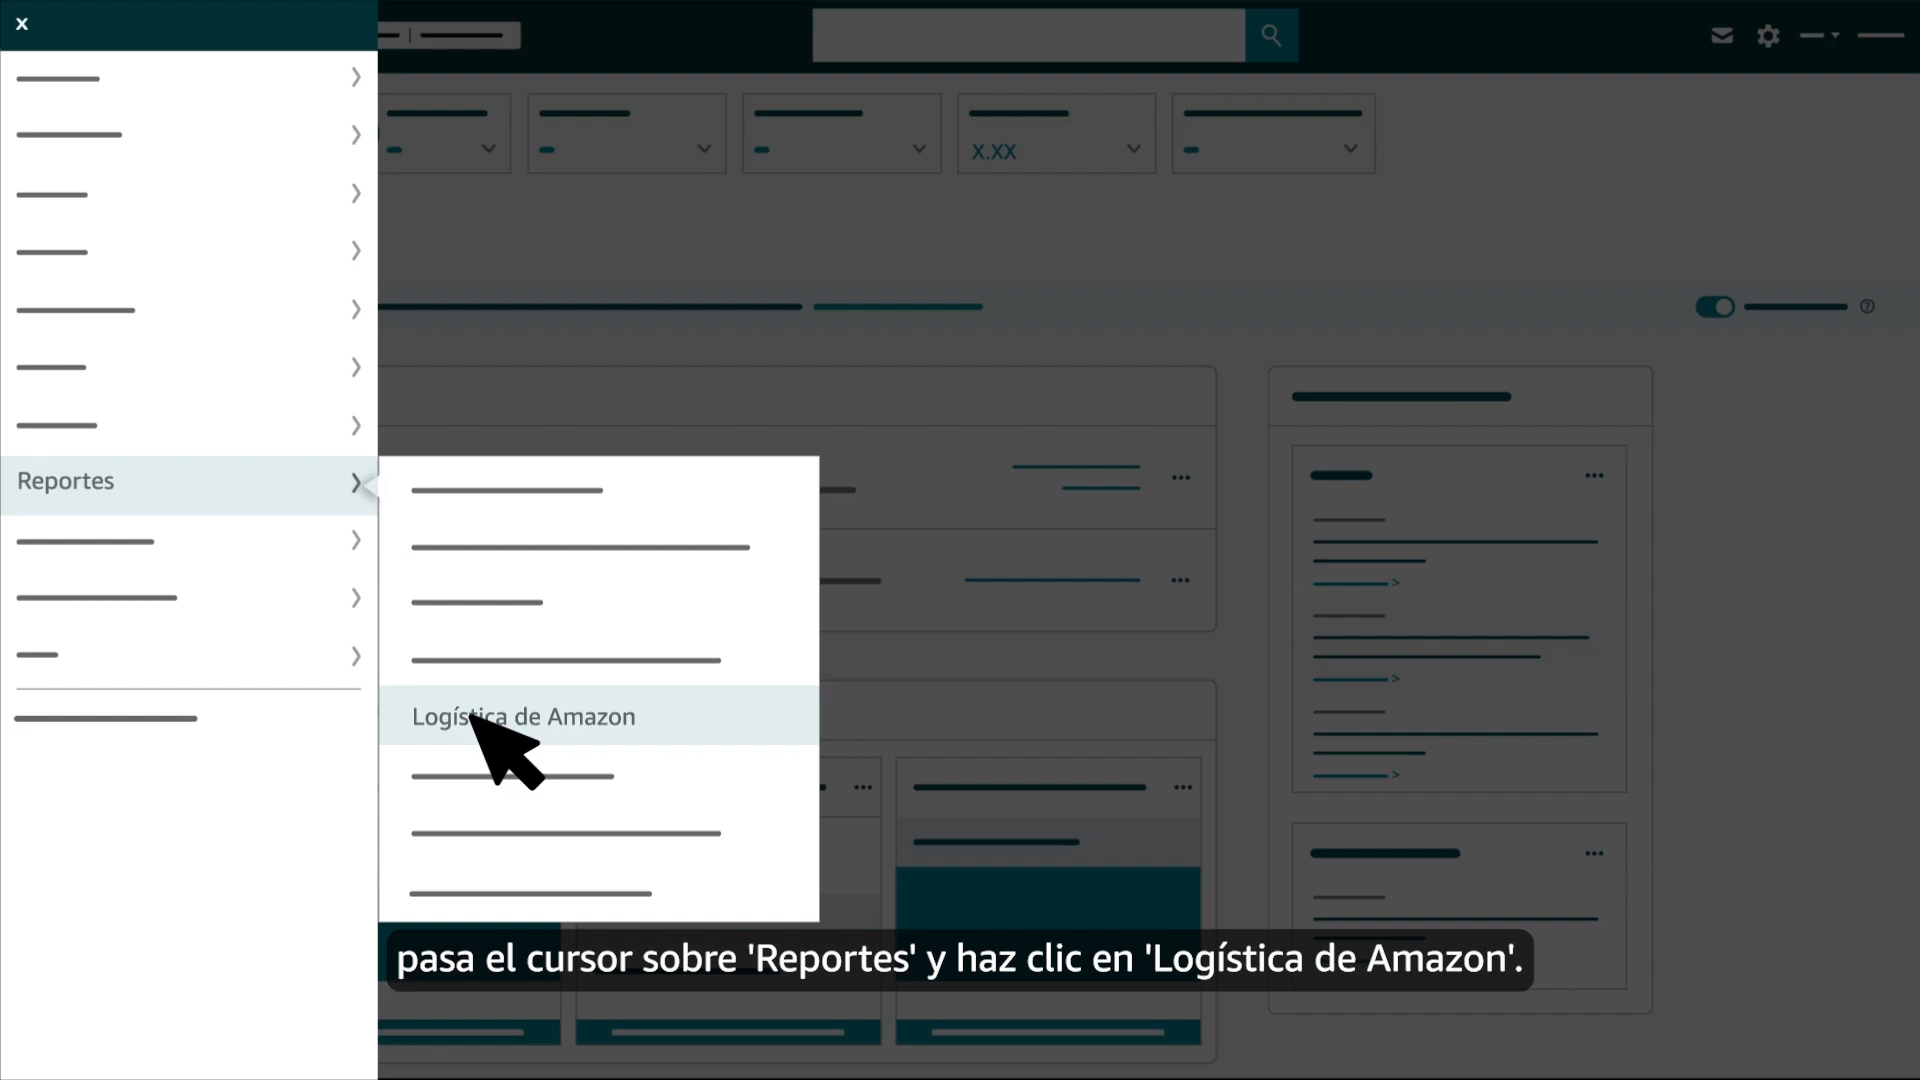 x
X.XX
Reportes
Logística de Amazon
pasa el cursor sobre 'Reportes' y haz clic en 'Logística de Amazon'.